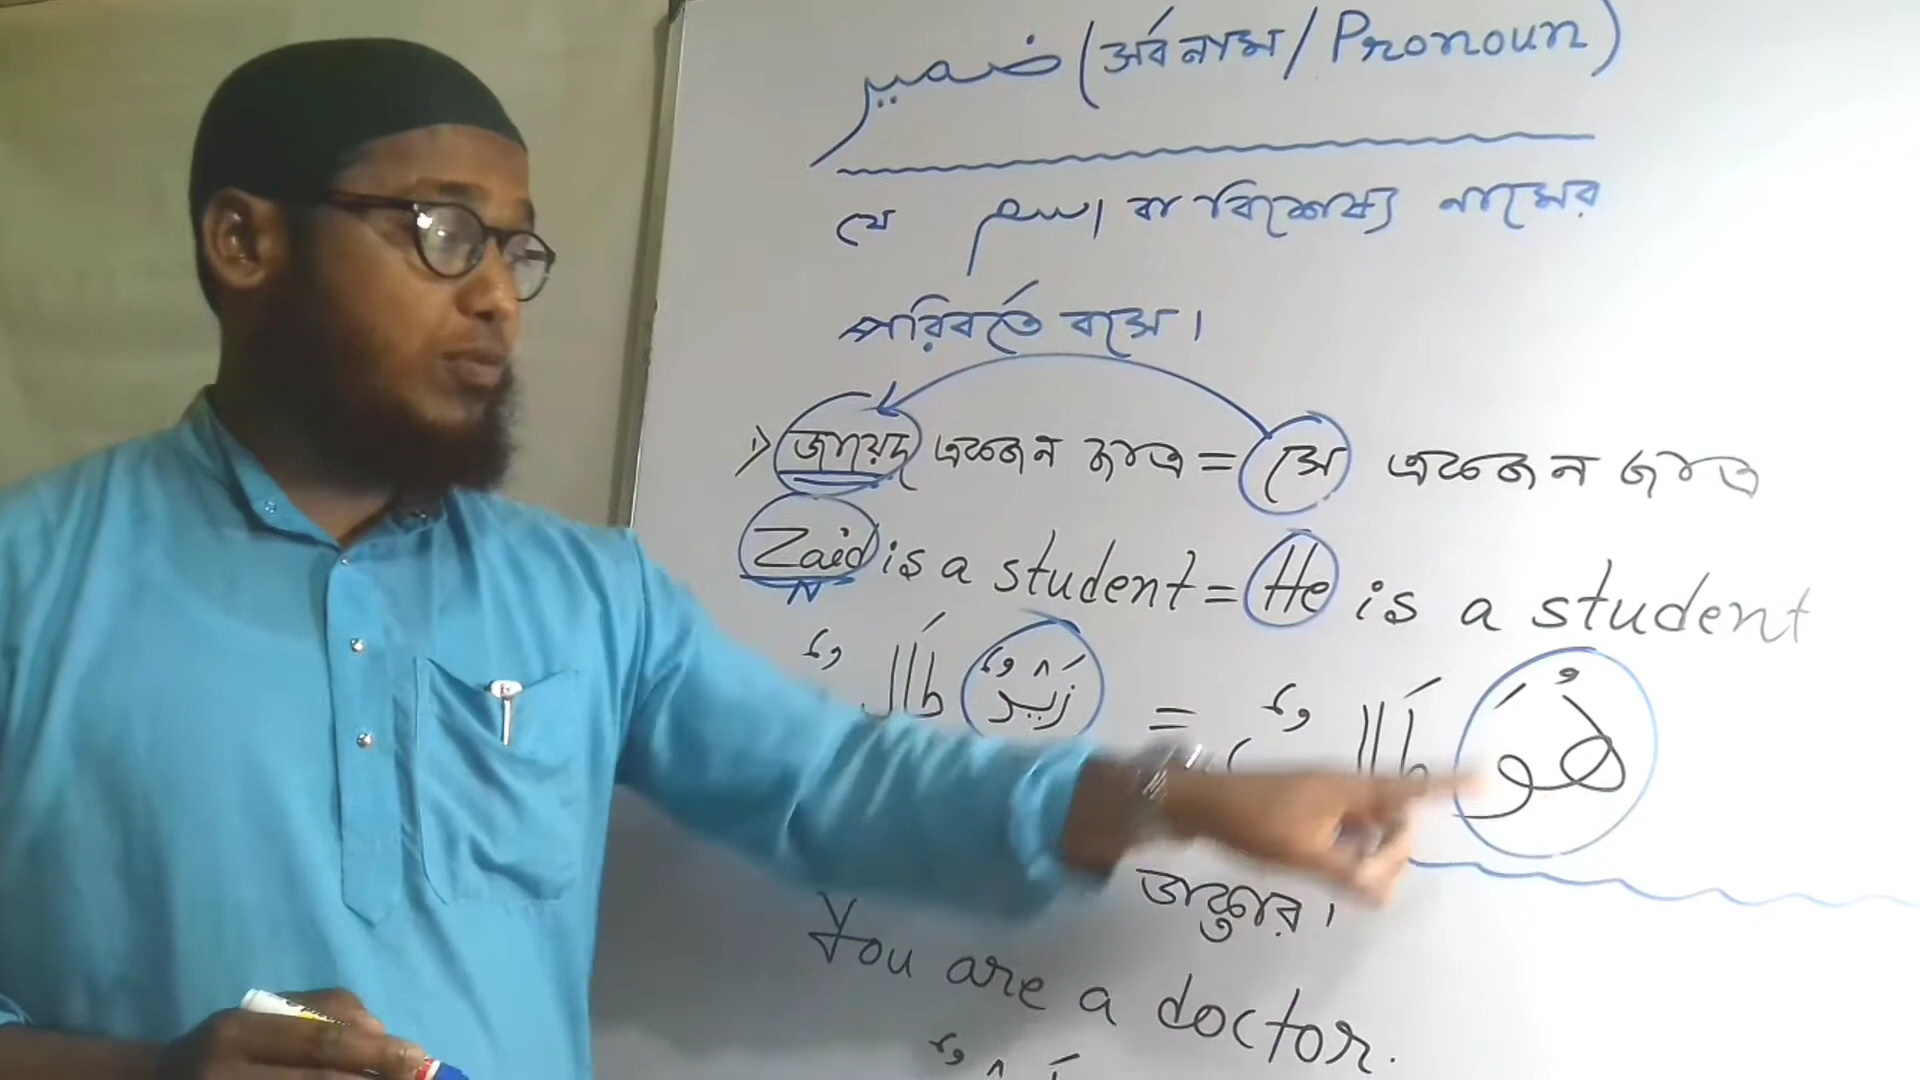 ضمير (সর্বনাম / Pronoun)
যে اسم বা বিশেষ্য নামের
পরিবর্তে বসে।
১) জায়েদ একজন ছাত্র = সে একজন ছাত্র
Zaid is a student = He is a student
N
زَيْدٌ طَال = هُوَ طَال
ডাক্তার।
You are a doctor.